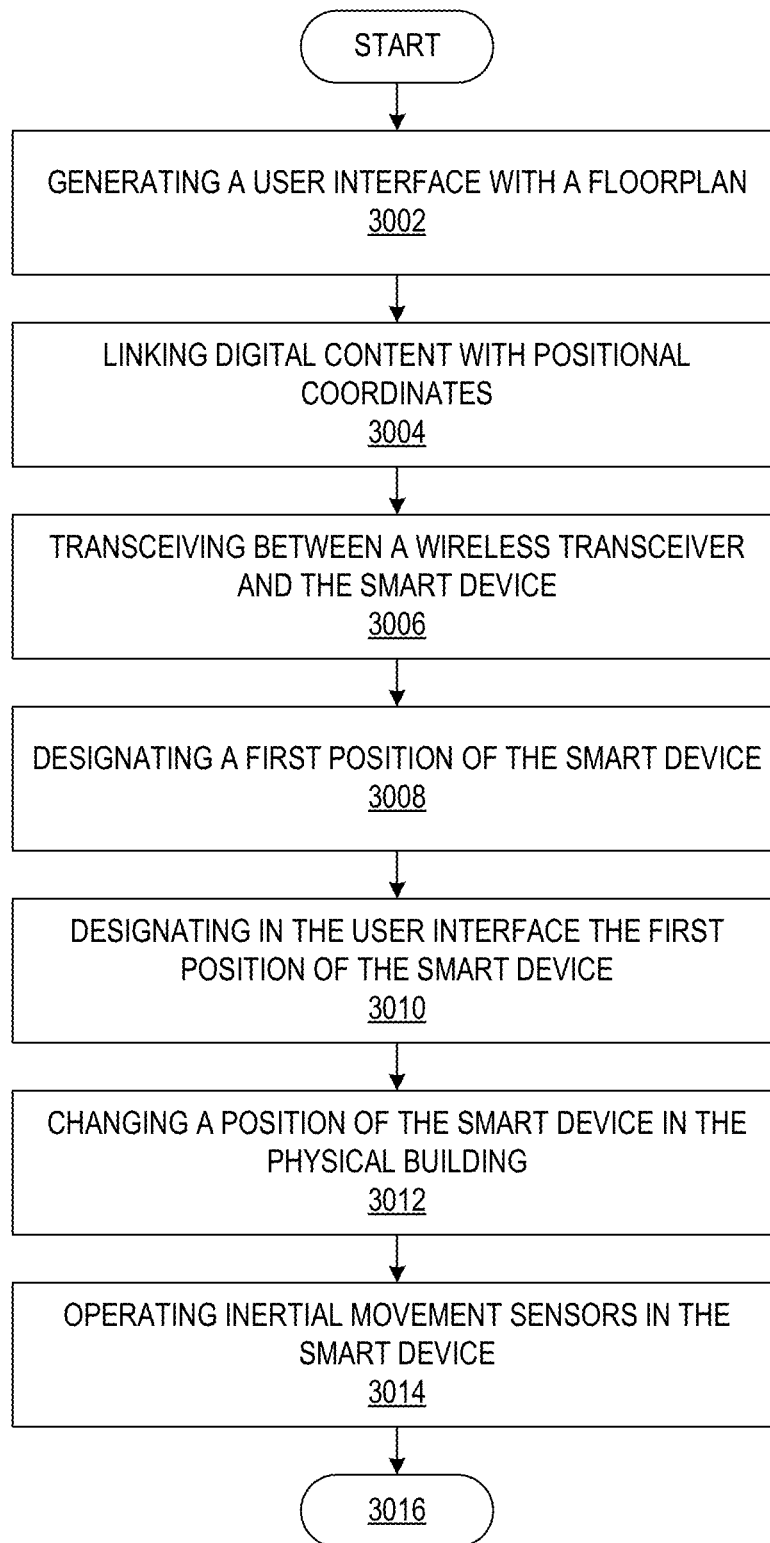 START
GENERATING A USER INTERFACE WITH A FLOORPLAN
3002
LINKING DIGITAL CONTENT WITH POSITIONAL
COORDINATES
3004
TRANSCEIVING BETWEEN A WIRELESS TRANSCEIVER
AND THE SMART DEVICE
3006
DESIGNATING A FIRST POSITION OF THE SMART DEVICE
3008
DESIGNATING IN THE USER INTERFACE THE FIRST
POSITION OF THE SMART DEVICE
3010
CHANGING A POSITION OF THE SMART DEVICE IN THE
PHYSICAL BUILDING
3012
OPERATING INERTIAL MOVEMENT SENSORS IN THE
SMART DEVICE
3014
3016